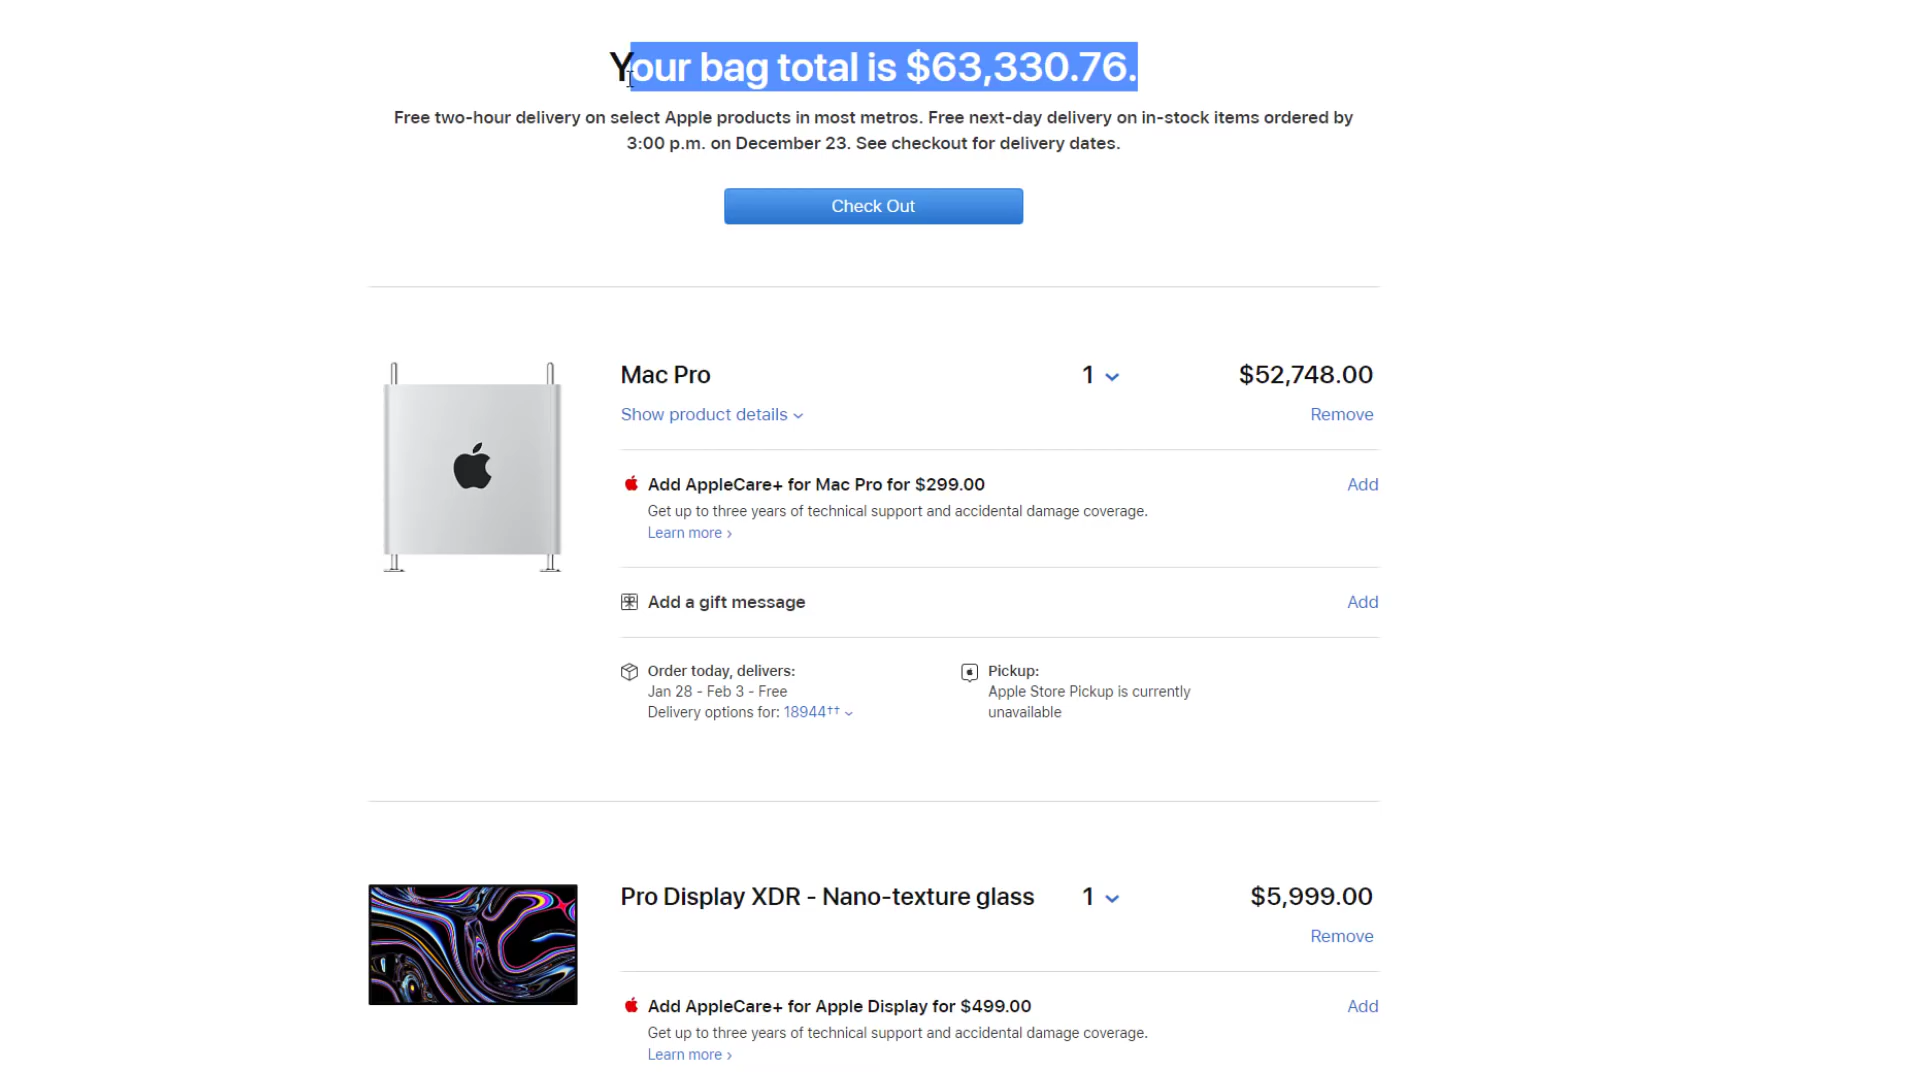 Your bag total is $63,330.76.
Free two-hour delivery on select Apple products in most metros. Free next-day delivery on in-stock items ordered by
3:00 p.m. on December 23. See checkout for delivery dates.
Check Out
Mac Pro 1 $52,748.00
Show product details Remove
Add AppleCare+ for Mac Pro for $299.00 Add
Get up to three years of technical support and accidental damage coverage.
Learn more ›
Add a gift message Add
Order today, delivers:
Jan 28 - Feb 3 - Free
Delivery options for: 18944††
Pickup:
Apple Store Pickup is currently
unavailable
Pro Display XDR - Nano-texture glass 1 $5,999.00
Remove
Add AppleCare+ for Apple Display for $499.00 Add
Get up to three years of technical support and accidental damage coverage.
Learn more ›